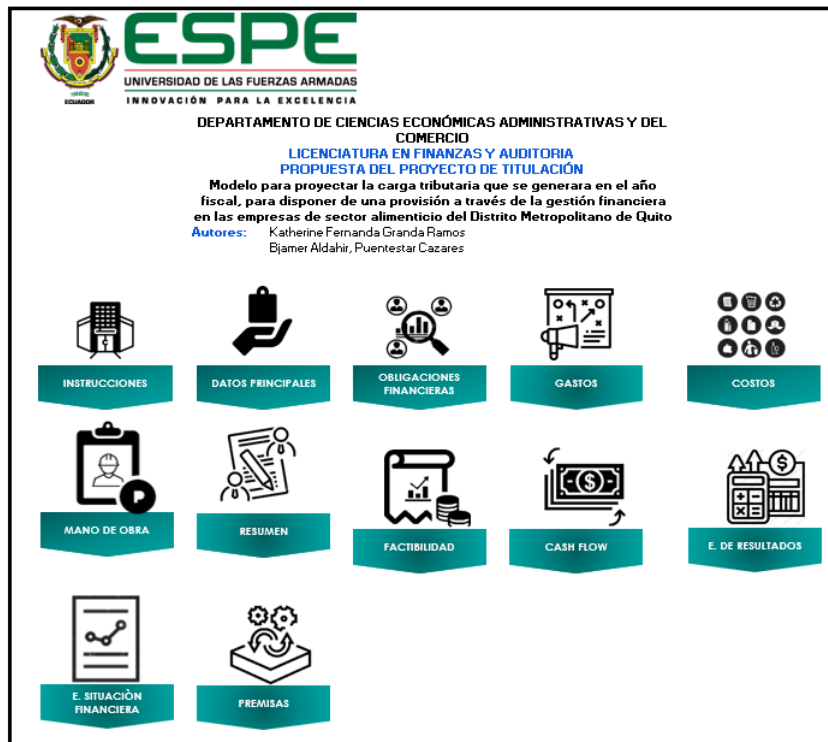 ESPE
UNIVERSIDAD DE LAS FUERZAS ARMADAS
INNOVACIÓN PARA LA EXCELENCIA
ECUADOR
DEPARTAMENTO DE CIENCIAS ECONÓMICAS ADMINISTRATIVAS Y DEL
COMERCIO
LICENCIATURA EN FINANZAS Y AUDITORIA
PROPUESTA DEL PROYECTO DE TITULACIÓN
Modelo para proyectar la carga tributaria que se generara en el año
fiscal, para disponer de una provisión a través de la gestión financiera
en las empresas de sector alimenticio del Distrito Metropolitano de Quito
Autores: Katherine Fernanda Granda Ramos
Bjamer Aldahir, Puentestar Cazares
INSTRUCCIONES
DATOS PRINCIPALES
OBLIGACIONES
FINANCIERAS
GASTOS
COSTOS
MANO DE OBRA
RESUMEN
FACTIBILIDAD
CASH FLOW
E. DE RESULTADOS
E. SITUACIÒN
FINANCIERA
PREMISAS